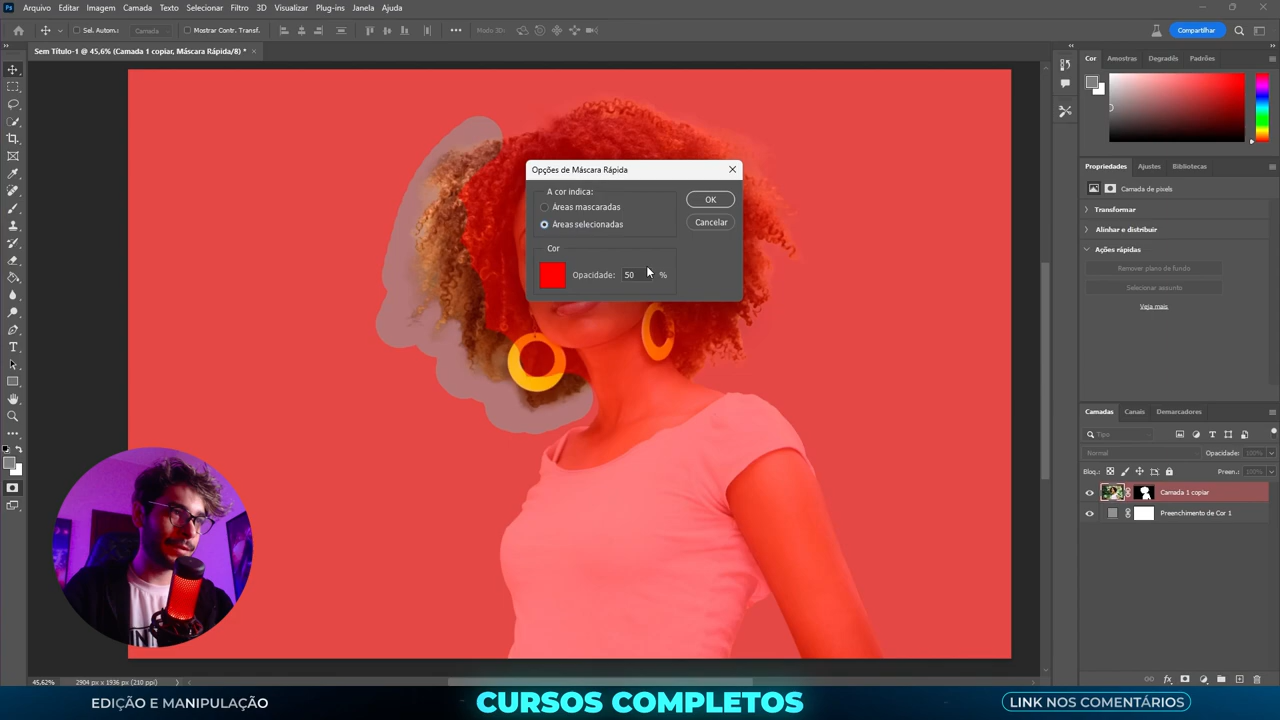 Arquivo Editar Imagem Camada Texto Selecionar Filtro 3D Visualizar Plug-ins Janela Ajuda
Sel. Autom.: Camada Mostrar Contr. Transf. Modo 3D: Compartilhar
Sem Título-1 @ 45,6% (Camada 1 copiar, Máscara Rápida/8) *
Cor Amostras Degradês Padrões
Opções de Máscara Rápida
A cor indica:
Áreas mascaradas
Áreas selecionadas
OK
Cancelar
Cor
Opacidade: 50 %
Propriedades Ajustes Bibliotecas
Camada de pixels
Transformar
Alinhar e distribuir
Ações rápidas
Remover plano de fundo
Selecionar assunto
Veja mais
Camadas Canais Demarcadores
Tipo
Normal Opacidade: 100%
Bloq.: Preen.: 100%
Camada 1 copiar
Preenchimento de Cor 1
45,62% 2904 px x 1936 px (210 ppi)
EDIÇÃO E MANIPULAÇÃO
CURSOS COMPLETOS
LINK NOS COMENTÁRIOS